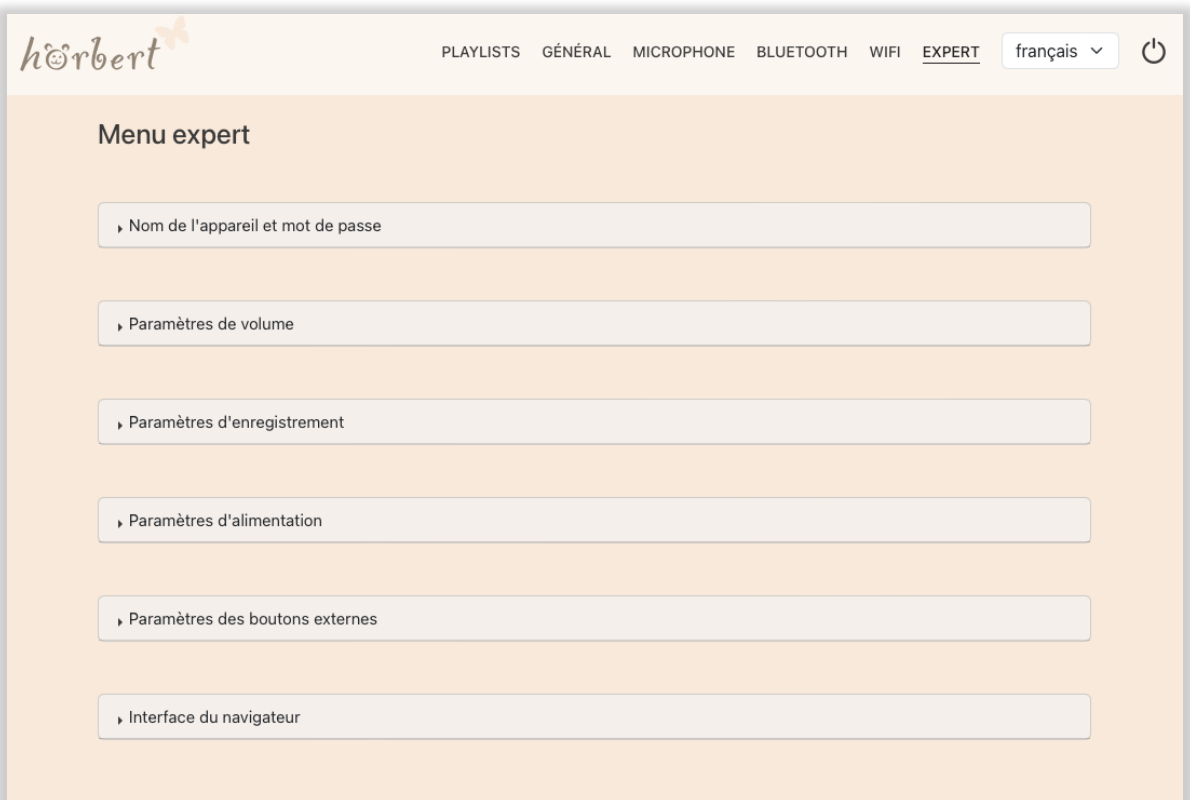 hörbert
PLAYLISTS GÉNÉRAL MICROPHONE BLUETOOTH WIFI EXPERT français
Menu expert
Nom de l'appareil et mot de passe
Paramètres de volume
Paramètres d'enregistrement
Paramètres d'alimentation
Paramètres des boutons externes
Interface du navigateur